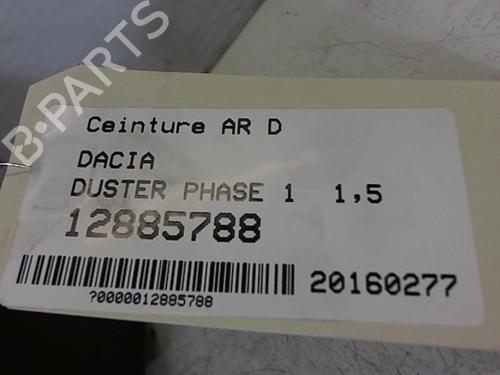 B-PARTS
Ceinture AR D
DACIA
DUSTER PHASE 1 1,5
12885788
20160277
?0000012885788